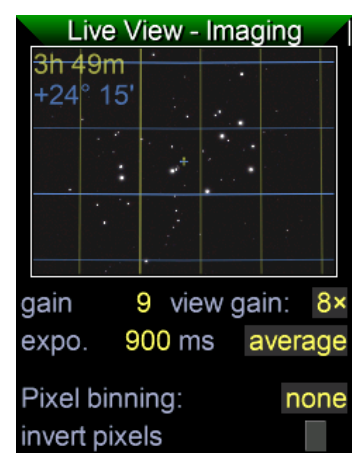 Live View - Imaging
3h 49m
+24° 15'
gain 9 view gain: 8×
expo. 900 ms average
Pixel binning: none
invert pixels